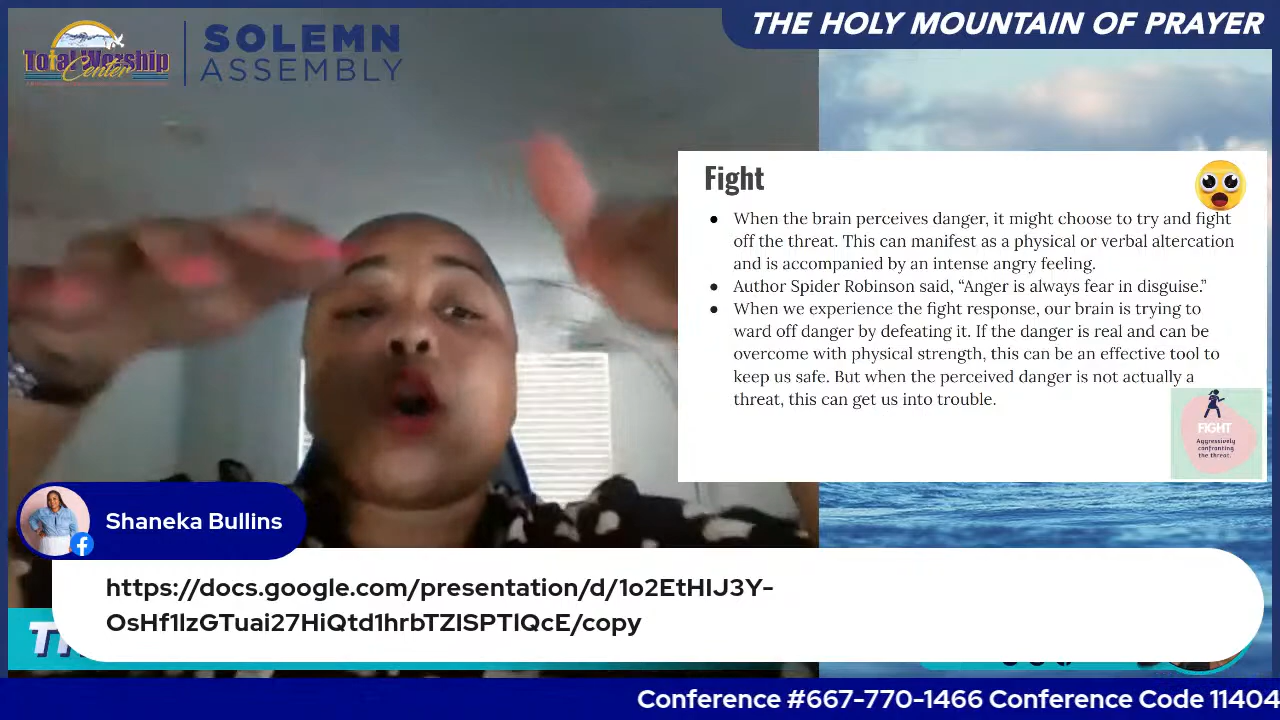 THE HOLY MOUNTAIN OF PRAYER
Total Worship
Center
SOLEMN
ASSEMBLY
Fight
● When the brain perceives danger, it might choose to try and fight
off the threat. This can manifest as a physical or verbal altercation
and is accompanied by an intense angry feeling.
● Author Spider Robinson said, “Anger is always fear in disguise.”
● When we experience the fight response, our brain is trying to
ward off danger by defeating it. If the danger is real and can be
overcome with physical strength, this can be an effective tool to
keep us safe. But when the perceived danger is not actually a
threat, this can get us into trouble.
FIGHT
Aggressively
confronting
the threat.
Shaneka Bullins
https://docs.google.com/presentation/d/1o2EtHIJ3Y-
OsHf1lzGTuai27HiQtd1hrbTZISPTlQcE/copy
Conference #667-770-1466 Conference Code 11404